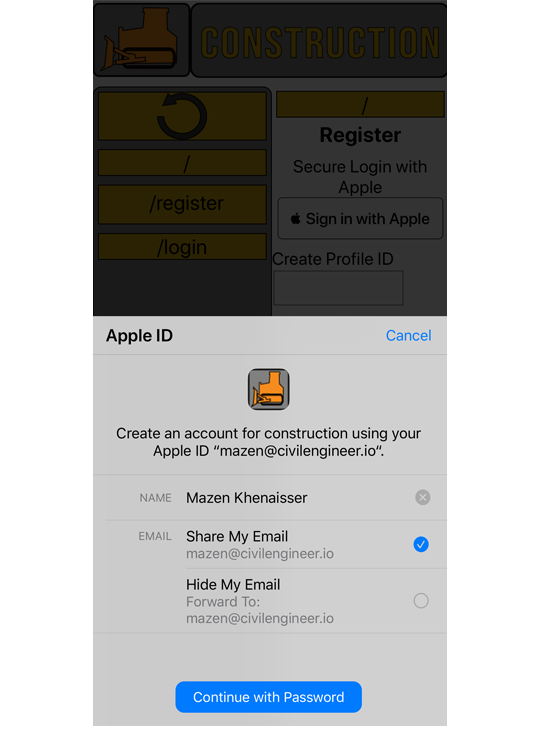 CONSTRUCTION
/
/register
/login
/
Register
Secure Login with
Apple
Sign in with Apple
Create Profile ID
Apple ID
Cancel
Create an account for construction using your
Apple ID “mazen@civilengineer.io“.
NAME Mazen Khenaisser
EMAIL Share My Email
mazen@civilengineer.io
Hide My Email
Forward To:
mazen@civilengineer.io
Continue with Password